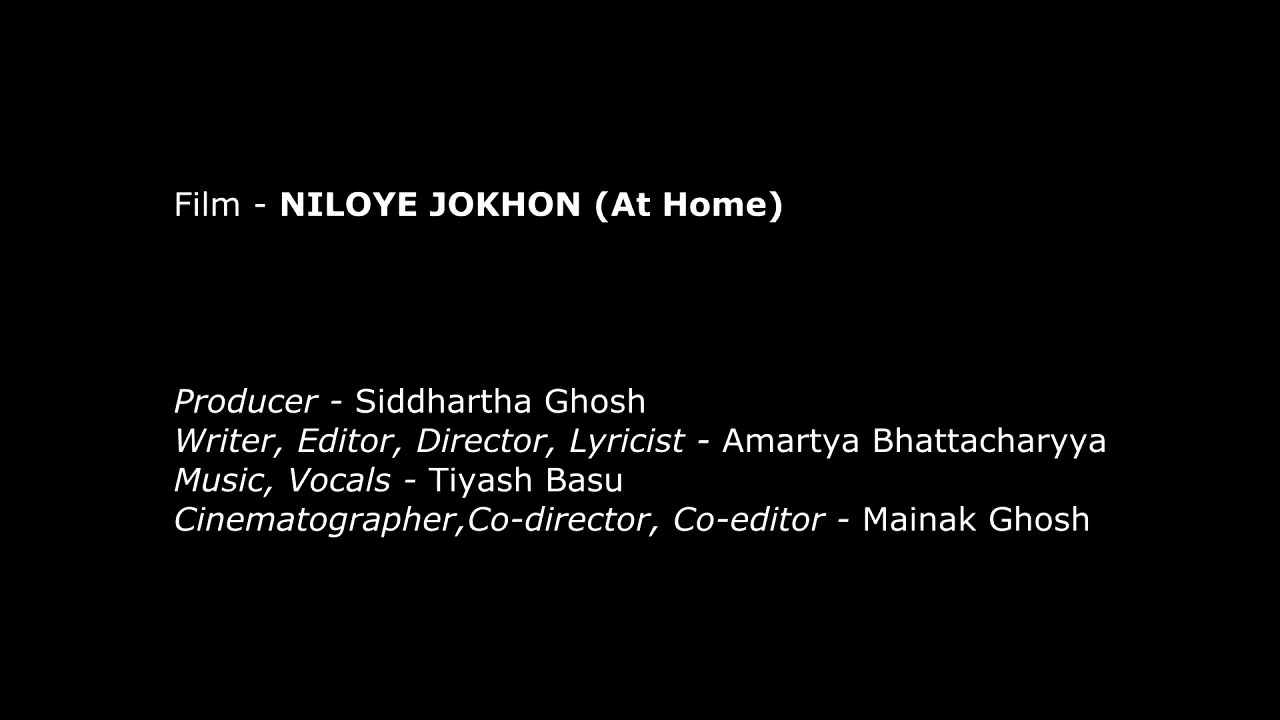 Film - NILOYE JOKHON (At Home)
Producer - Siddhartha Ghosh
Writer, Editor, Director, Lyricist - Amartya Bhattacharyya
Music, Vocals - Tiyash Basu
Cinematographer,Co-director, Co-editor - Mainak Ghosh